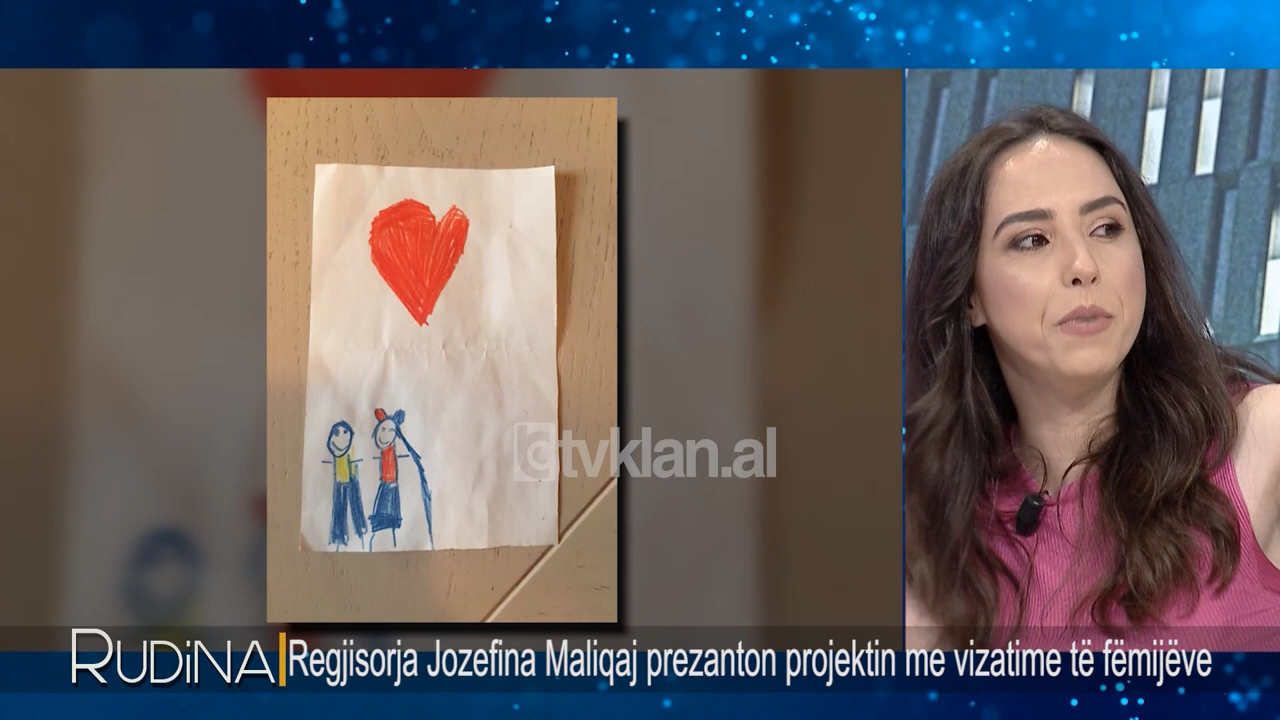 tvklan.al
RUDiNA
Regjisorja Jozefina Maliqaj prezanton projektin me vizatime të fëmijëve